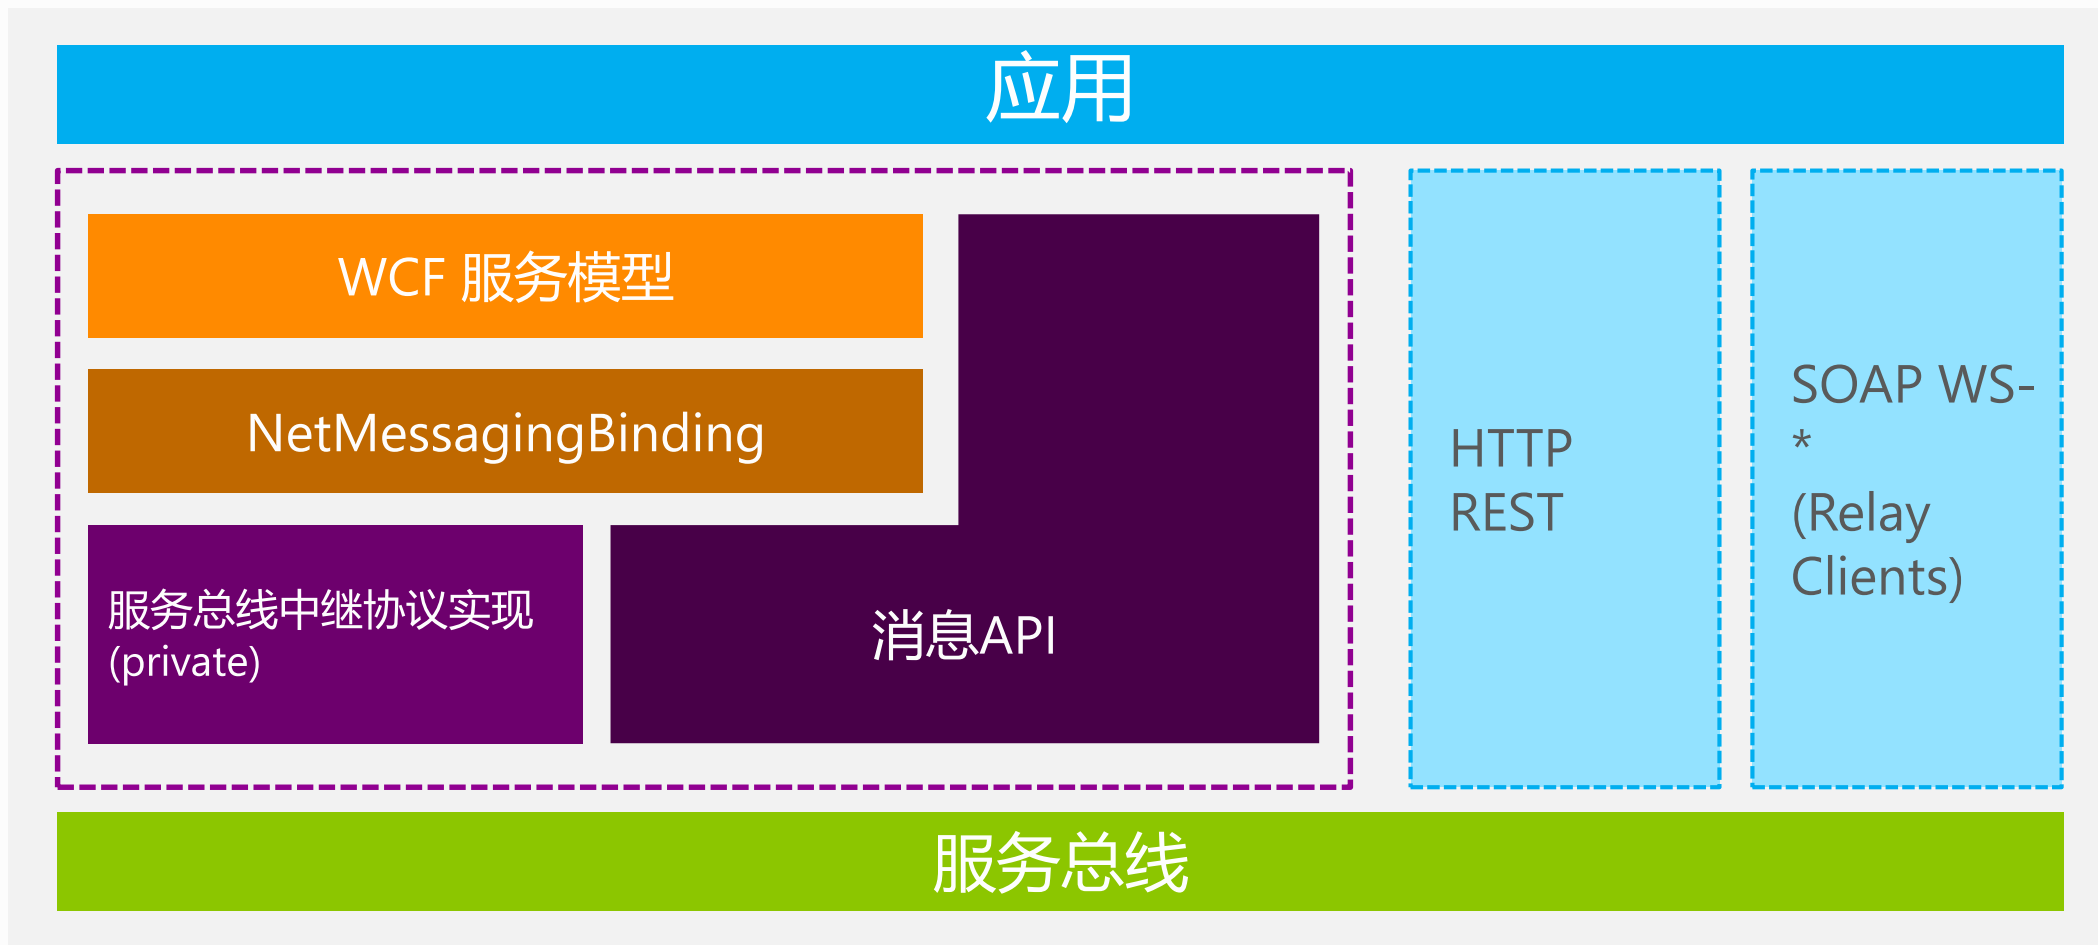 应用
WCF 服务模型
NetMessagingBinding
服务总线中继协议实现
(private)
消息API
HTTP
REST
SOAP WS-
*
(Relay
Clients)
服务总线